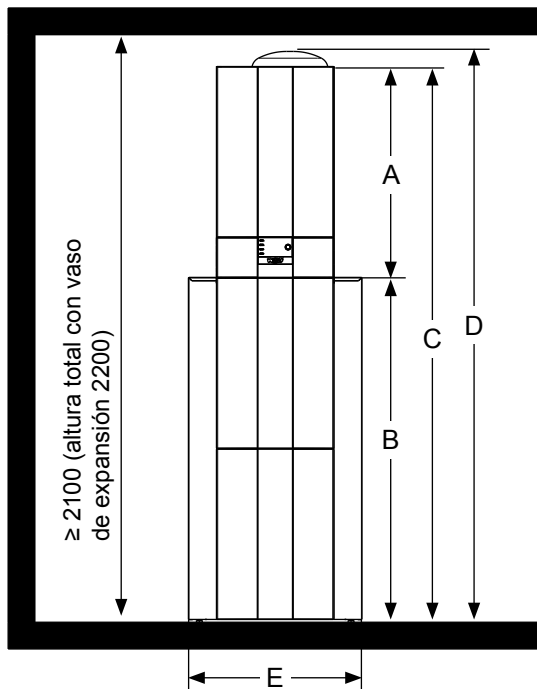 ≥ 2100 (altura total con vaso
de expansión 2200)
A
B
C
D
E